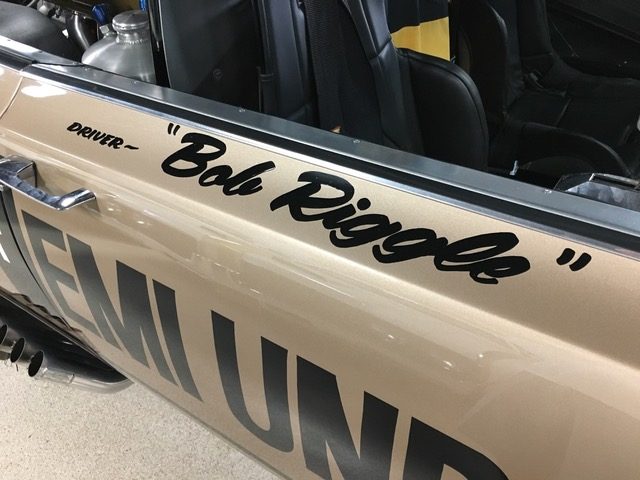 DRIVER~ "Bob Riggle"
EMI UND